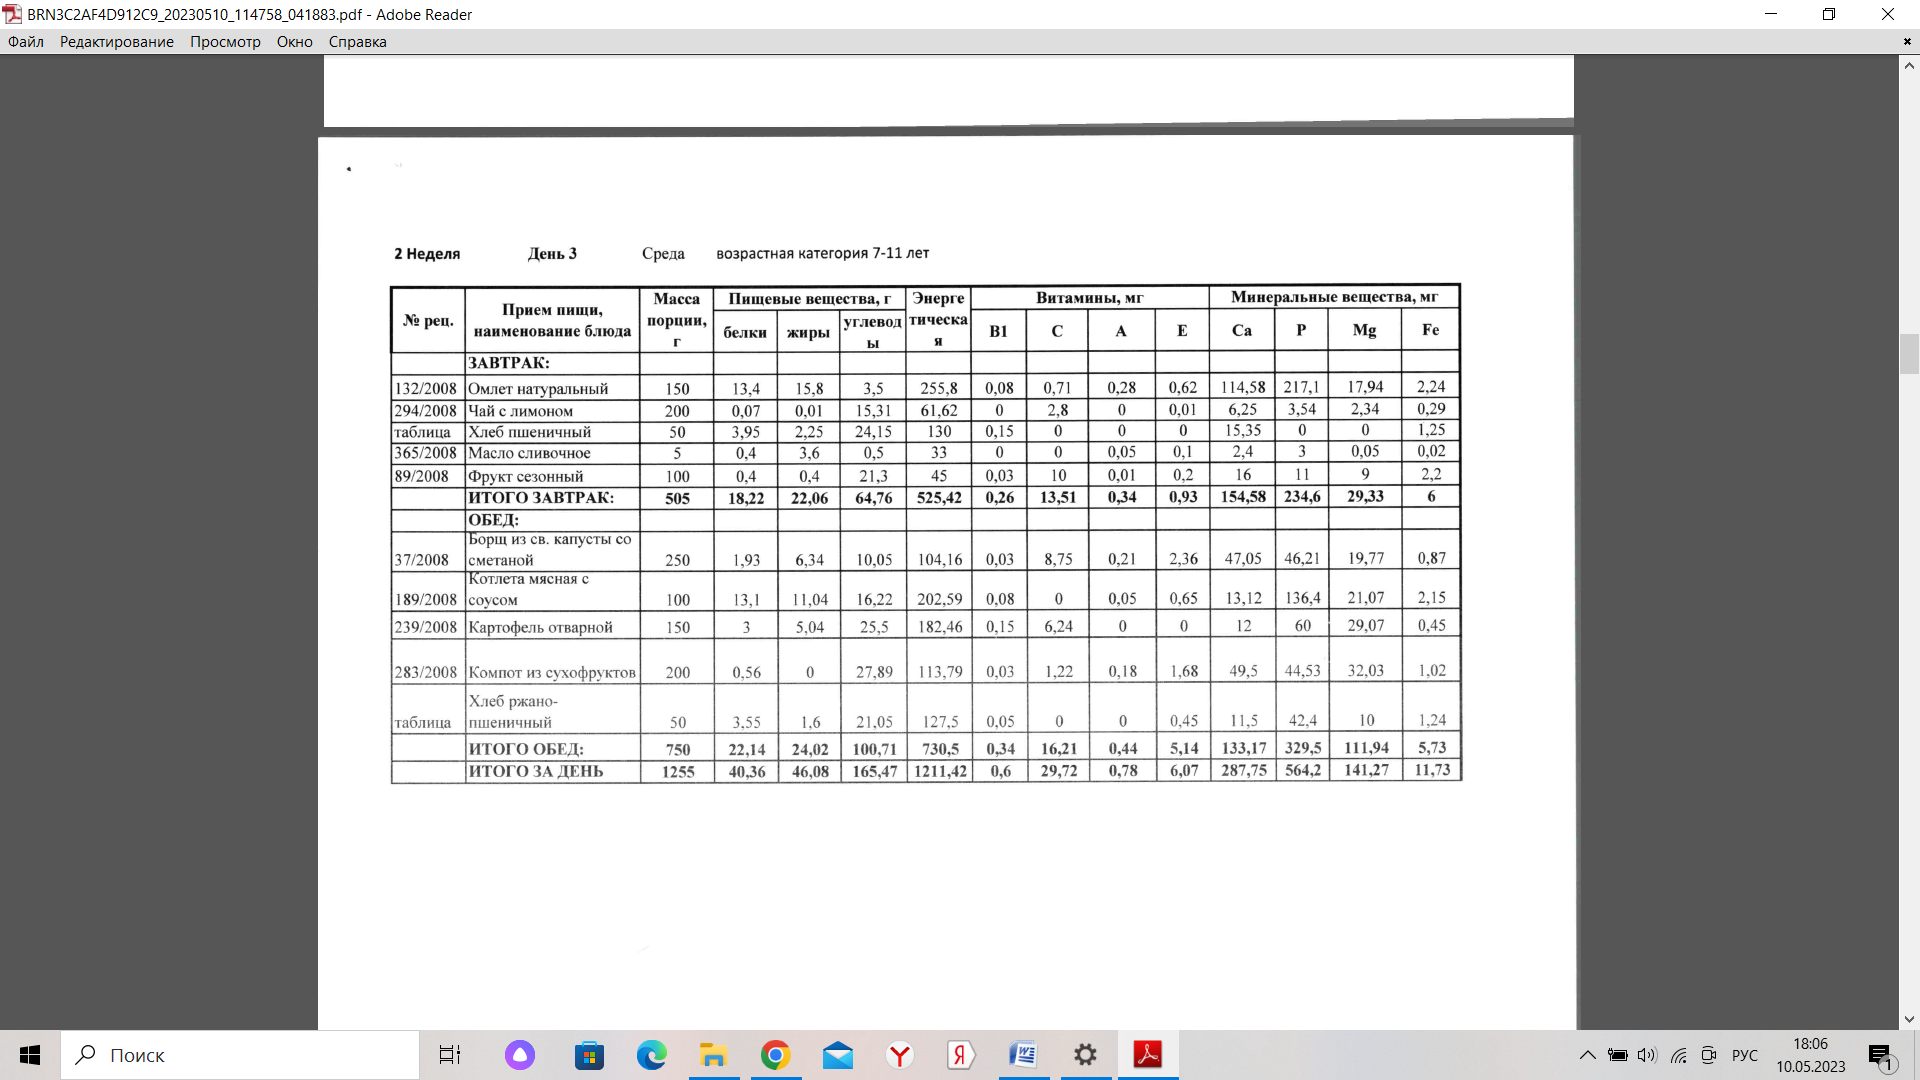 BRN3C2AF4D912C9_20230510_114758_041883.pdf - Adobe Reader
Файл Редактирование Просмотр Окно Справка
2 Неделя День 3 Среда возрастная категория 7-11 лет
№ рец. Прием пищи, наименование блюда Масса порции, г Пищевые вещества, г Энергетическая Витамины, мг Минеральные вещества, мг
белки жиры углеводы B1 C A E Ca P Mg Fe
ЗАВТРАК:
132/2008 Омлет натуральный 150 13,4 15,8 3,5 255,8 0,08 0,71 0,28 0,62 114,58 217,1 17,94 2,24
294/2008 Чай с лимоном 200 0,07 0,01 15,31 61,62 0 2,8 0 0,01 6,25 3,54 2,34 0,29
таблица Хлеб пшеничный 50 3,95 2,25 24,15 130 0,15 0 0 0 15,35 0 0 1,25
365/2008 Масло сливочное 5 0,4 3,6 0,5 33 0 0 0,05 0,1 2,4 3 0,05 0,02
89/2008 Фрукт сезонный 100 0,4 0,4 21,3 45 0,03 10 0,01 0,2 16 11 9 2,2
ИТОГО ЗАВТРАК: 505 18,22 22,06 64,76 525,42 0,26 13,51 0,34 0,93 154,58 234,6 29,33 6
ОБЕД:
37/2008 Борщ из св. капусты со сметаной 250 1,93 6,34 10,05 104,16 0,03 8,75 0,21 2,36 47,05 46,21 19,77 0,87
189/2008 Котлета мясная с соусом 100 13,1 11,04 16,22 202,59 0,08 0 0,05 0,65 13,12 136,4 21,07 2,15
239/2008 Картофель отварной 150 3 5,04 25,5 182,46 0,15 6,24 0 0 12 60 29,07 0,45
283/2008 Компот из сухофруктов 200 0,56 0 27,89 113,79 0,03 1,22 0,18 1,68 49,5 44,53 32,03 1,02
таблица Хлеб ржано-пшеничный 50 3,55 1,6 21,05 127,5 0,05 0 0 0,45 11,5 42,4 10 1,24
ИТОГО ОБЕД: 750 22,14 24,02 100,71 730,5 0,34 16,21 0,44 5,14 133,17 329,5 111,94 5,73
ИТОГО ЗА ДЕНЬ 1255 40,36 46,08 165,47 1211,42 0,6 29,72 0,78 6,07 287,75 564,2 141,27 11,73
Поиск
РУС
18:06
10.05.2023
1